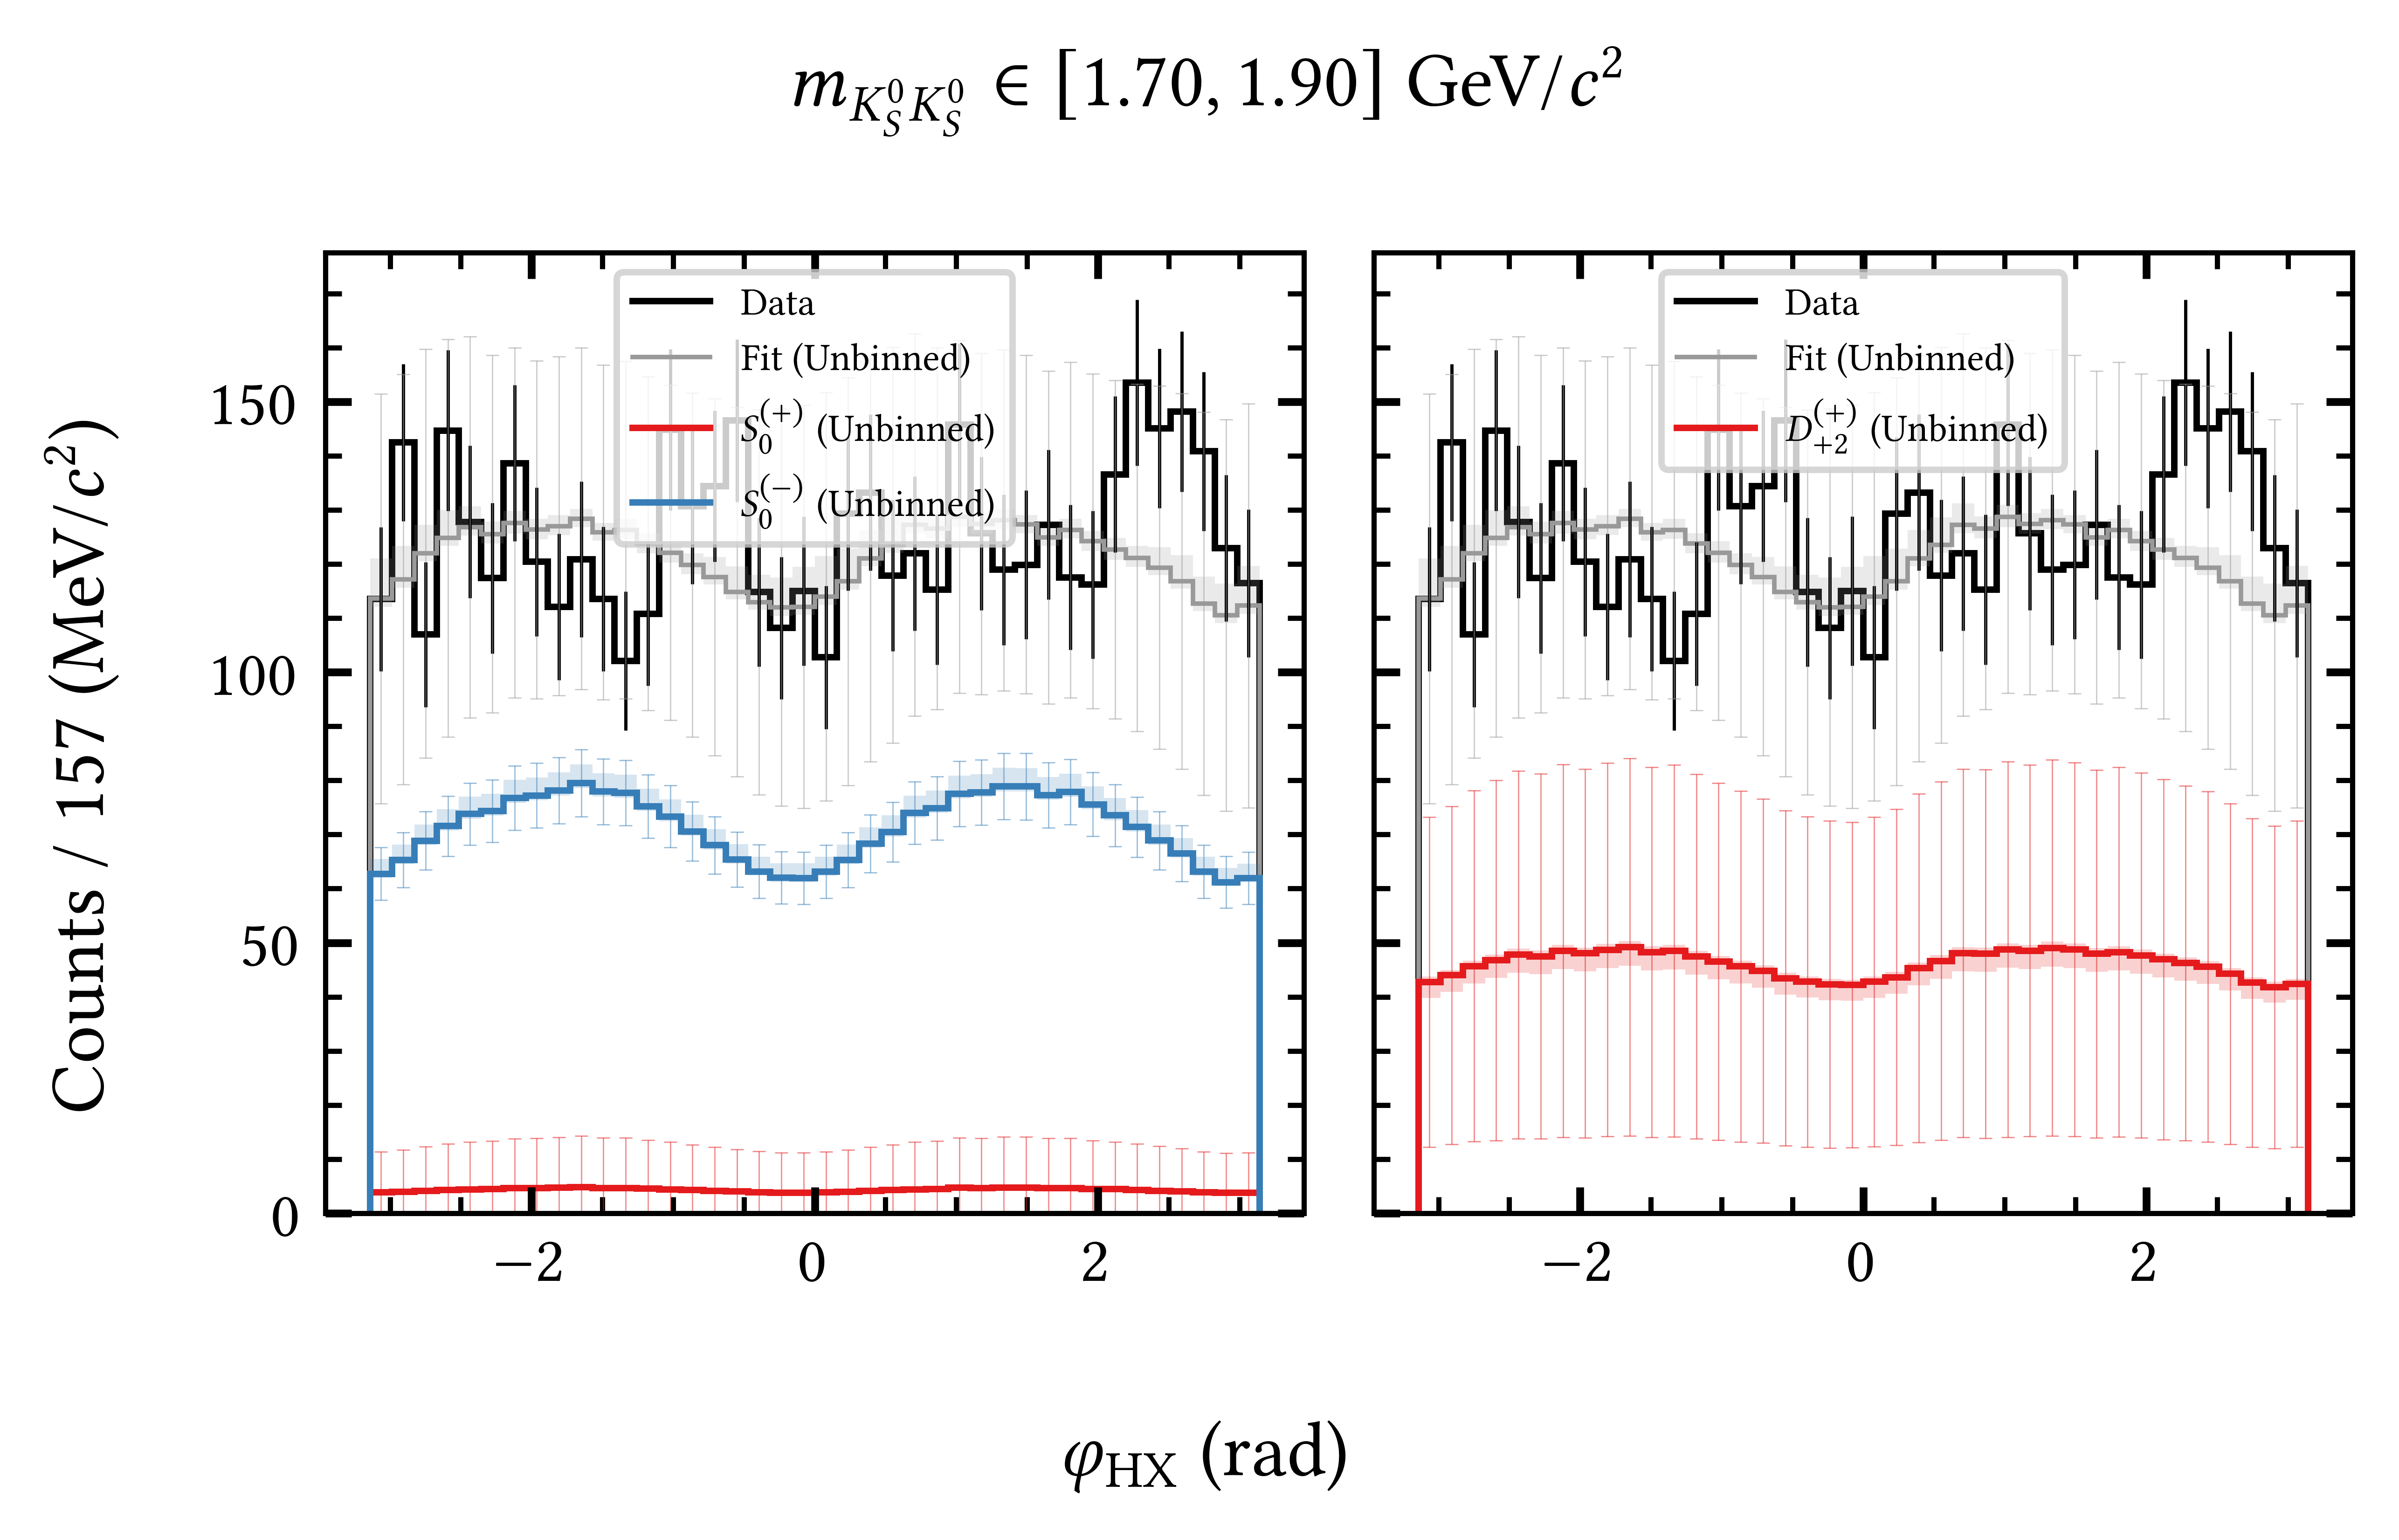 m_{K_S^0 K_S^0} ∈ [1.70, 1.90] GeV/c²
Counts / 157 (MeV/c²)
150
100
50
0
Data
Fit (Unbinned)
S_0^{(+)} (Unbinned)
S_0^{(−)} (Unbinned)
−2
0
2
Data
Fit (Unbinned)
D_{+2}^{(+)} (Unbinned)
−2
0
2
φ_HX (rad)